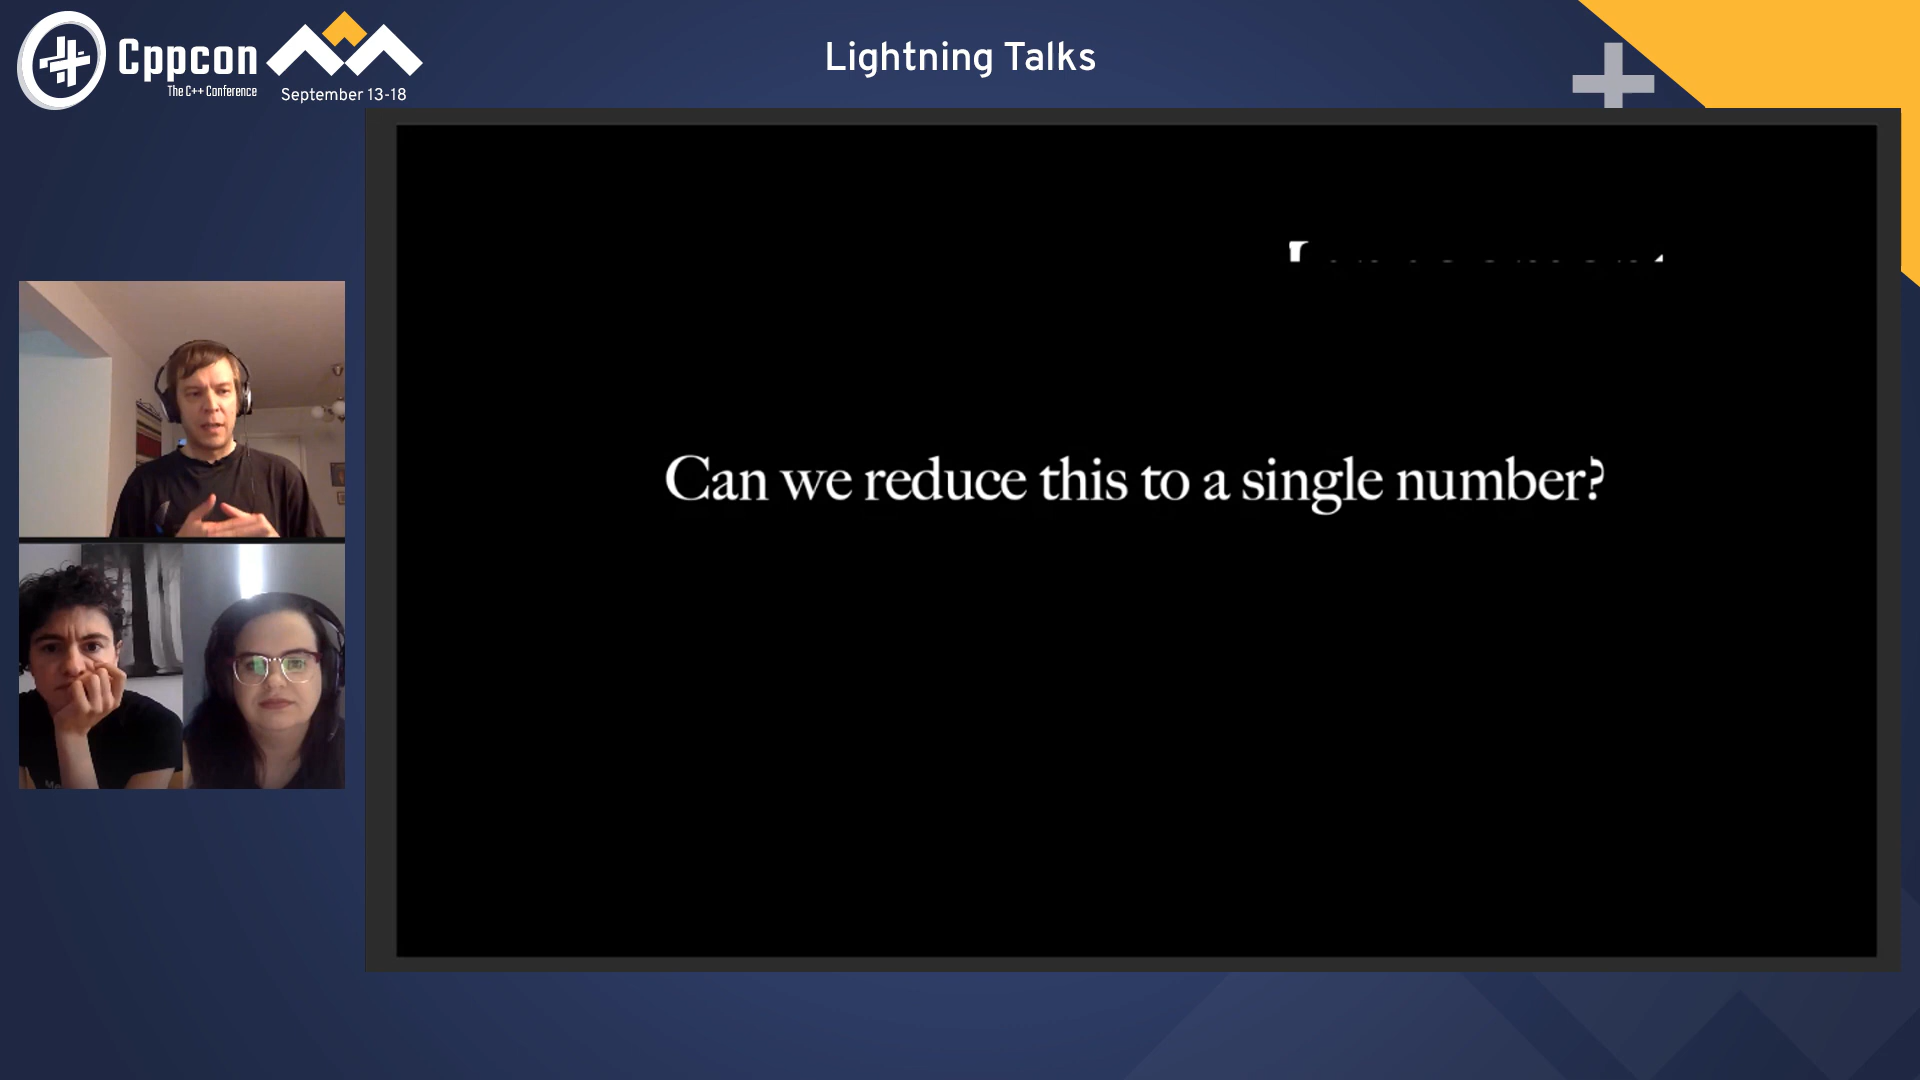 Cppcon
The C++ Conference
September 13-18
Lightning Talks
Can we reduce this to a single number?